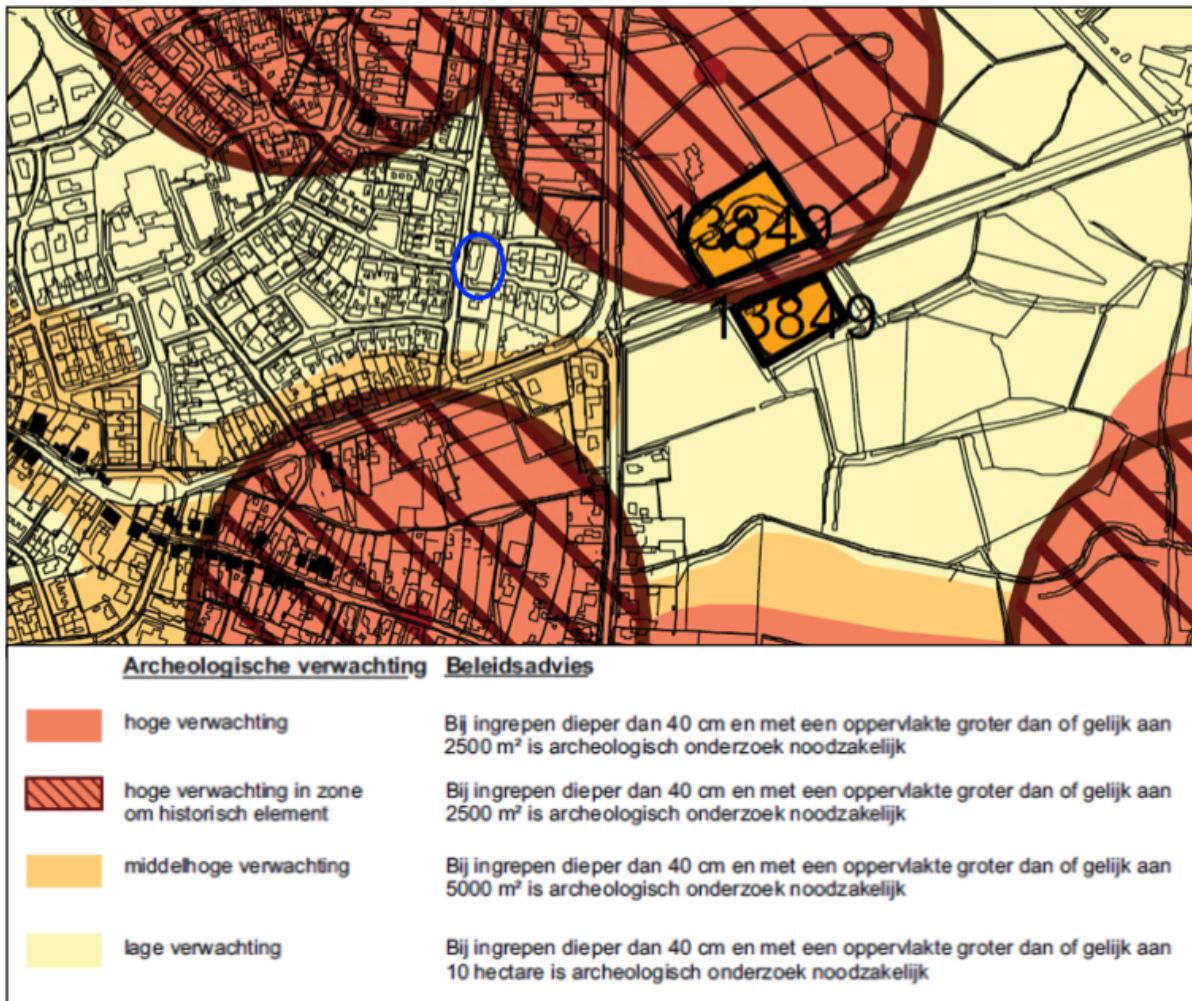 13849
13849
Archeologische verwachting Beleidsadvies
hoge verwachting Bij ingrepen dieper dan 40 cm en met een oppervlakte groter dan of gelijk aan
2500 m² is archeologisch onderzoek noodzakelijk
hoge verwachting in zone Bij ingrepen dieper dan 40 cm en met een oppervlakte groter dan of gelijk aan
om historisch element 2500 m² is archeologisch onderzoek noodzakelijk
middelhoge verwachting Bij ingrepen dieper dan 40 cm en met een oppervlakte groter dan of gelijk aan
5000 m² is archeologisch onderzoek noodzakelijk
lage verwachting Bij ingrepen dieper dan 40 cm en met een oppervlakte groter dan of gelijk aan
10 hectare is archeologisch onderzoek noodzakelijk